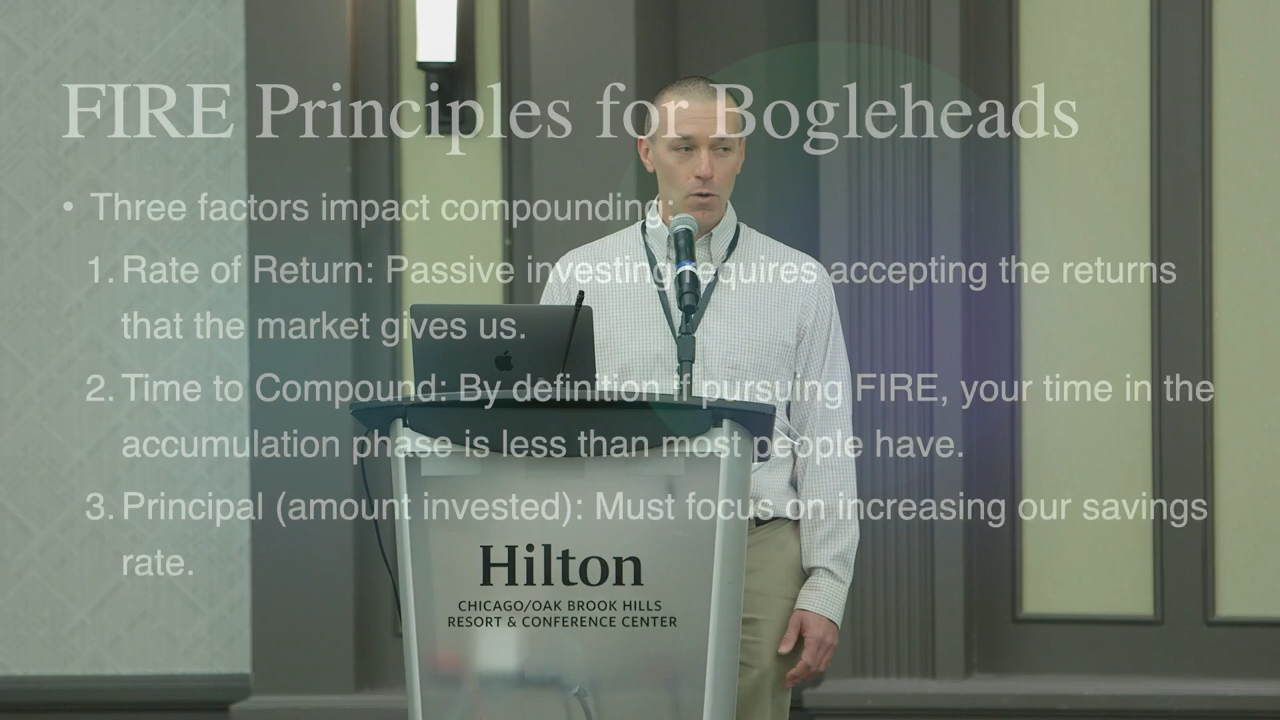 FIRE Principles for Bogleheads
• Three factors impact compounding:
1. Rate of Return: Passive investing requires accepting the returns
that the market gives us.
2. Time to Compound: By definition if pursuing FIRE, your time in the
accumulation phase is less than most people have.
3. Principal (amount invested): Must focus on increasing our savings
rate.
Hilton
CHICAGO/OAK BROOK HILLS
RESORT & CONFERENCE CENTER